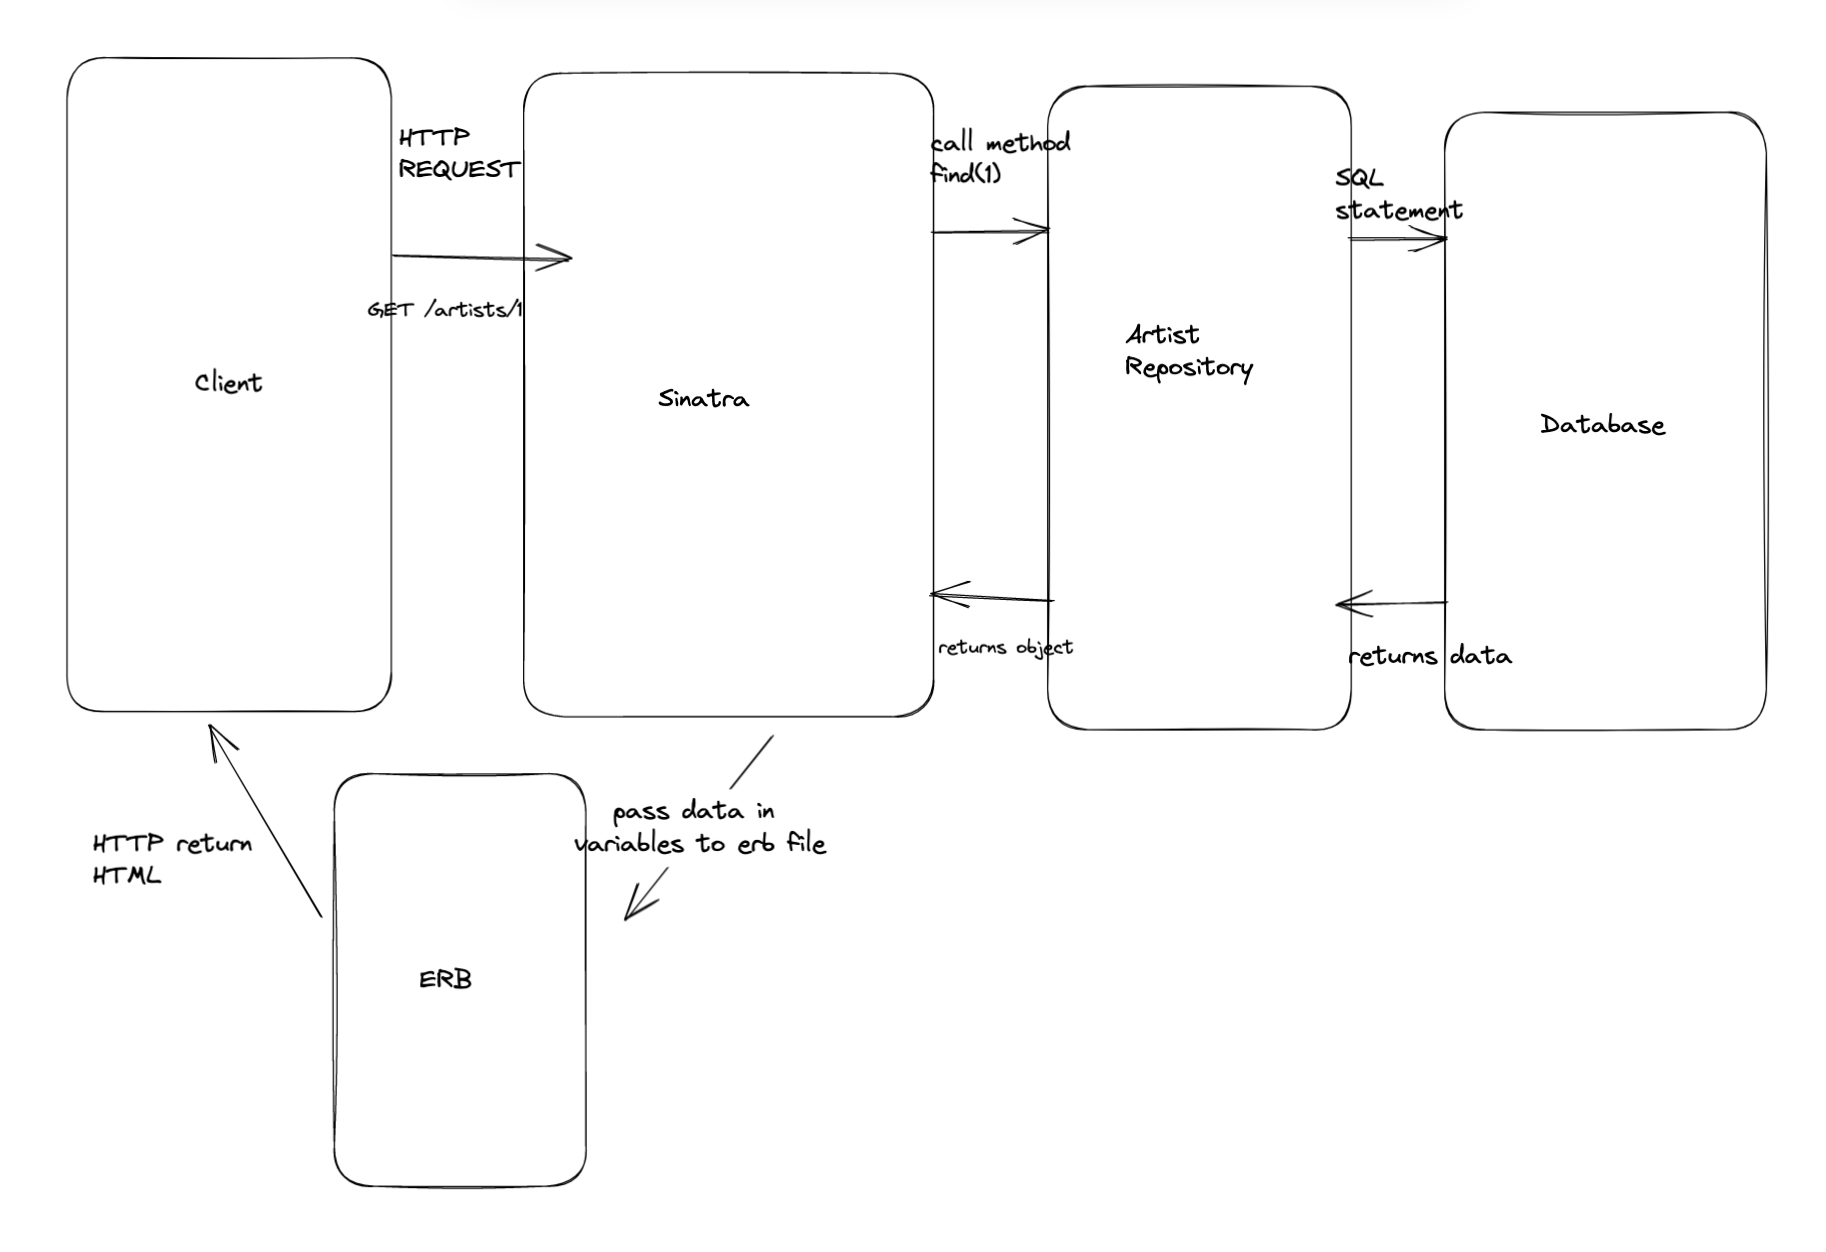 HTTP
REQUEST
GET /artists/1
Client
Sinatra
call method
find(1)
Artist
Repository
SQL
statement
Database
returns data
returns object
pass data in
variables to erb file
ERB
HTTP return
HTML